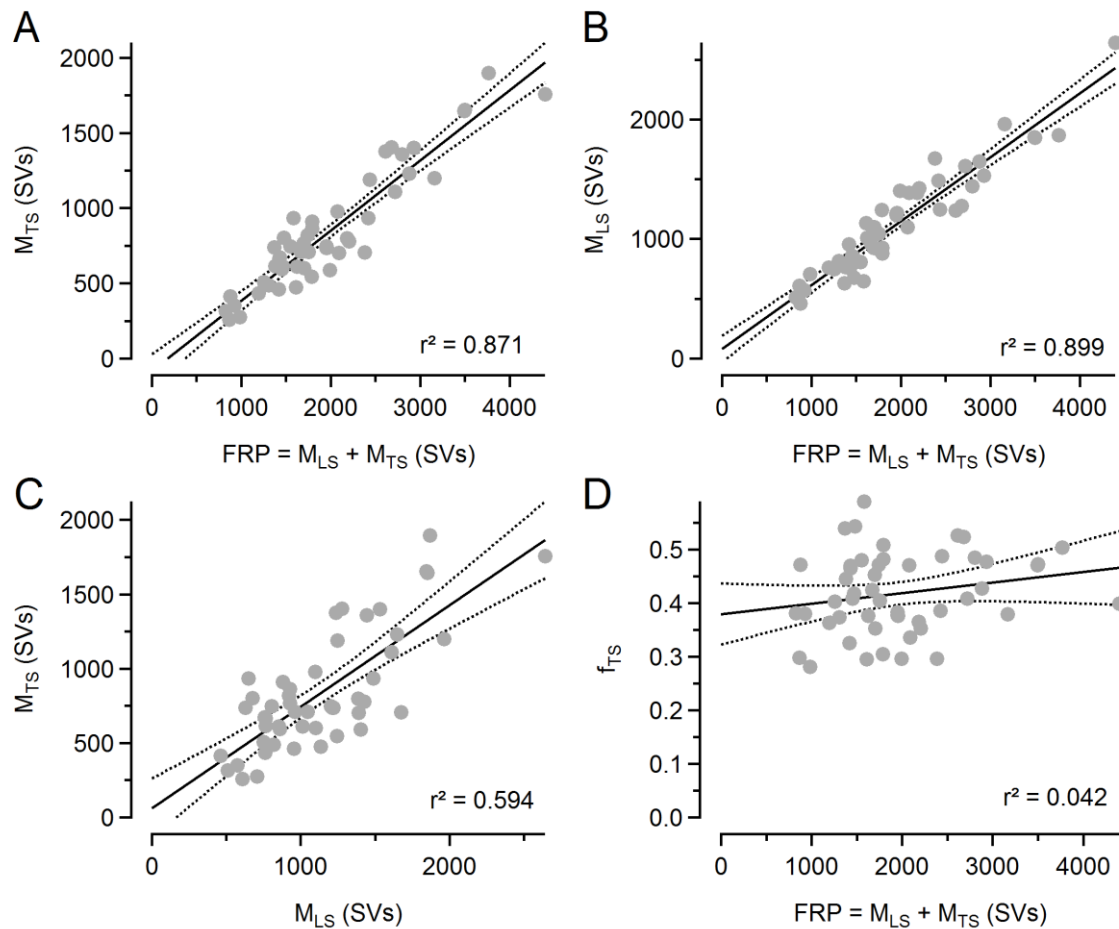 A
B
M_TS (SVs)
2000
1500
1000
500
0
r² = 0.871
0 1000 2000 3000 4000
FRP = M_LS + M_TS (SVs)
M_LS (SVs)
2000
1000
0
r² = 0.899
0 1000 2000 3000 4000
FRP = M_LS + M_TS (SVs)
C
D
M_TS (SVs)
2000
1500
1000
500
0
r² = 0.594
0 1000 2000
M_LS (SVs)
f_TS
0.5
0.4
0.3
0.2
0.1
0.0
r² = 0.042
0 1000 2000 3000 4000
FRP = M_LS + M_TS (SVs)